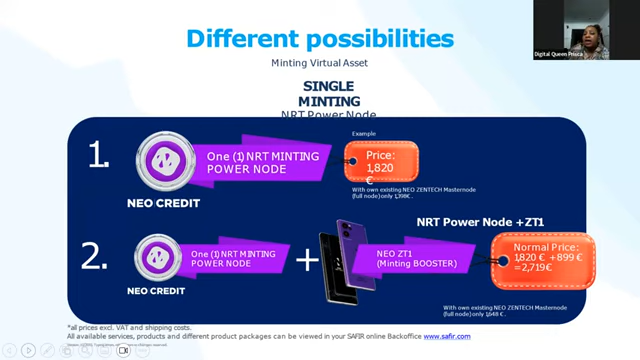 Different possibilities
Digital Queen Prisca
Minting Virtual Asset
SINGLE
MINTING
NRT Power Node
Example
1.
One (1) NRT MINTING
POWER NODE
Price:
1,820
€
With own existing NEO ZENTECH Masternode
(full node) only 1,398€.
NEO CREDIT
NRT Power Node +ZT1
2.
One (1) NRT MINTING
POWER NODE
+
NEO ZT1
(Minting BOOSTER)
Normal Price:
1,820 € +899 €
=2,719€
NEO CREDIT
With own existing NEO ZENTECH Masternode
(full node) only 1,648 €.
*all prices excl. VAT and shipping costs.
All available services, products and different product packages can be viewed in your SAFIR online Backoffice www.safir.com